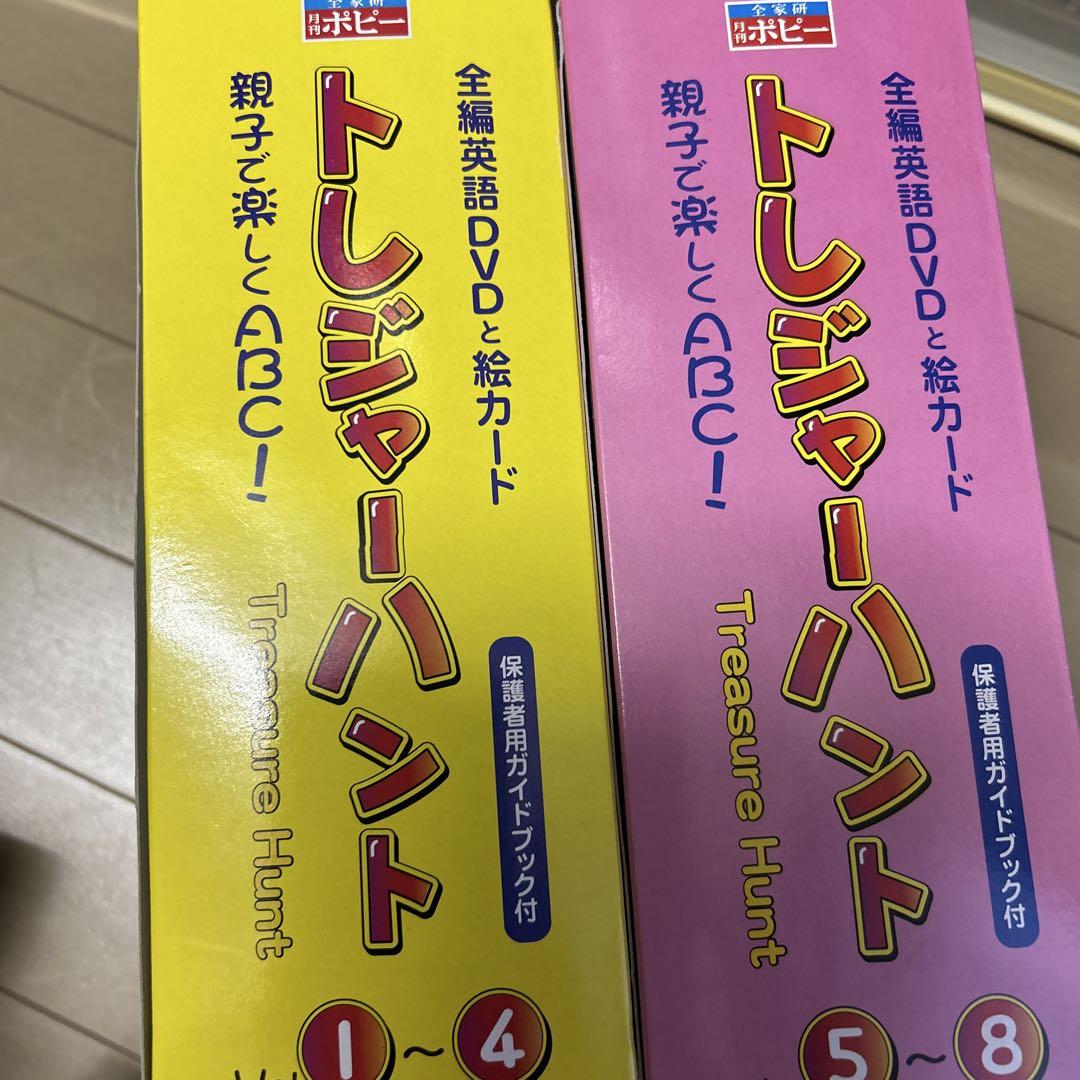 全家研
月刊ポピー
全編英語DVDと絵カード
トレジャーハント
親子で楽しくABC!
Treasure Hunt
保護者用ガイドブック付
Vol
1~4
全家研
月刊ポピー
全編英語DVDと絵カード
トレジャーハント
親子で楽しくABC!
Treasure Hunt
保護者用ガイドブック付
5~8